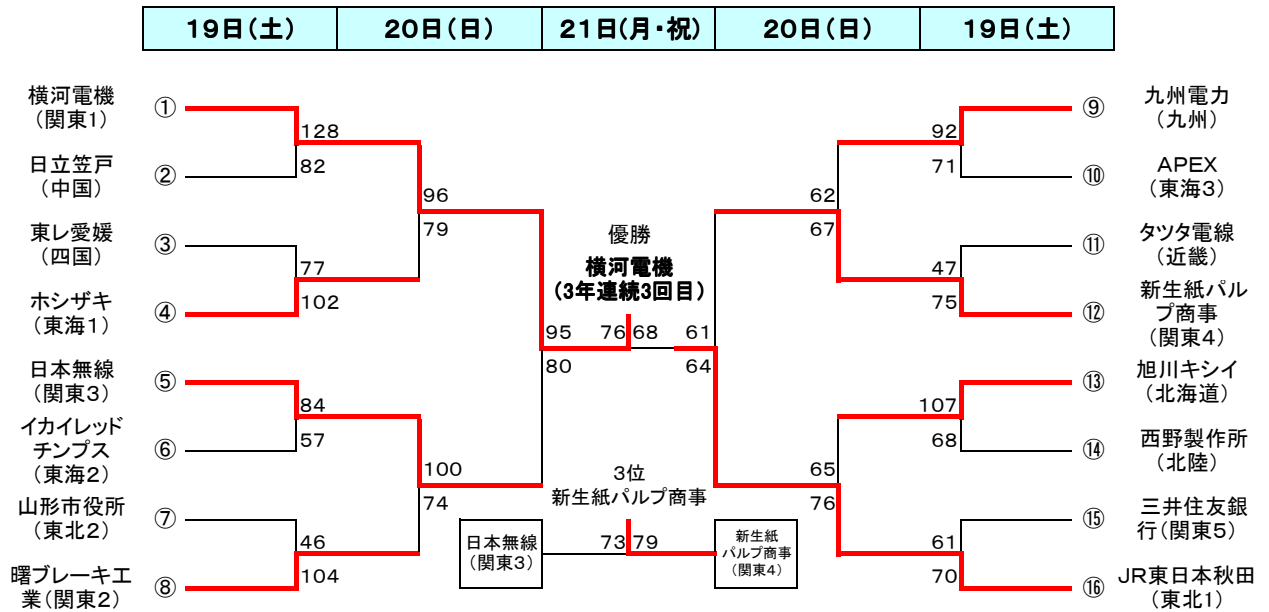 19日(土) 20日(日) 21日(月・祝) 20日(日) 19日(土)
横河電機
(関東1)
①
128
82
日立笠戸
(中国)
②
96
79
東レ愛媛
(四国)
③
77
102
ホシザキ
(東海1)
④
日本無線
(関東3)
⑤
84
57
イカイレッド
チンプス
(東海2)
⑥
100
74
山形市役所
(東北2)
⑦
46
104
曙ブレーキ工
業(関東2)
⑧
優勝
横河電機
(3年連続3回目)
95
80
76
68
61
64
3位
新生紙パルプ商事
日本無線
(関東3)
73
79
新生紙
パルプ商事
(関東4)
九州電力
(九州)
⑨
92
71
APEX
(東海3)
⑩
62
67
タツタ電線
(近畿)
⑪
47
75
新生紙パル
プ商事
(関東4)
⑫
旭川キシイ
(北海道)
⑬
107
68
西野製作所
(北陸)
⑭
65
76
三井住友銀
行(関東5)
⑮
61
70
JR東日本秋田
(東北1)
⑯